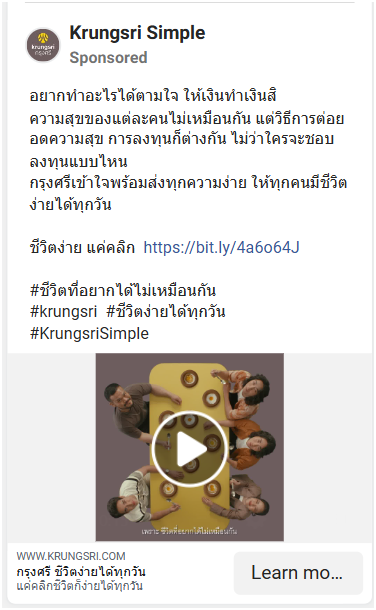 krungsri
กรุงศรี
Krungsri Simple
Sponsored
อยากทำอะไรได้ตามใจ ให้เงินทำเงินสิ
ความสุขของแต่ละคนไม่เหมือนกัน แต่วิธีการต่อย
อดความสุข การลงทุนก็ต่างกัน ไม่ว่าใครจะชอบ
ลงทุนแบบไหน
กรุงศรีเข้าใจพร้อมส่งทุกความง่าย ให้ทุกคนมีชีวิต
ง่ายได้ทุกวัน
ชีวิตง่าย แค่คลิก https://bit.ly/4a6o64J
#ชีวิตที่อยากได้ไม่เหมือนกัน
#krungsri #ชีวิตง่ายได้ทุกวัน
#KrungsriSimple
เพราะ ชีวิตที่อยากได้ไม่เหมือนกัน
WWW.KRUNGSRI.COM
กรุงศรี ชีวิตง่ายได้ทุกวัน
แค่คลิกชีวิตก็ง่ายได้ทุกวัน
Learn mo...